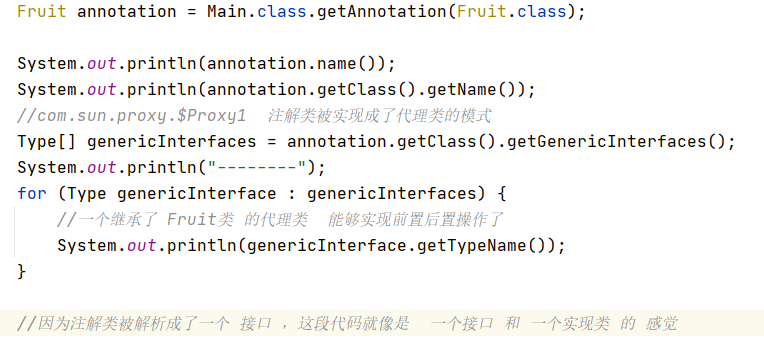 Fruit annotation = Main.class.getAnnotation(Fruit.class);
System.out.println(annotation.name());
System.out.println(annotation.getClass().getName());
//com.sun.proxy.$Proxy1  注解类被实现成了代理类的模式
Type[] genericInterfaces = annotation.getClass().getGenericInterfaces();
System.out.println("--------");
for (Type genericInterface : genericInterfaces) {
//一个继承了 Fruit类 的代理类  能够实现前置后置操作了
System.out.println(genericInterface.getTypeName());
}
//因为注解类被解析成了一个 接口 ，这段代码就像是  一个接口 和 一个实现类 的 感觉